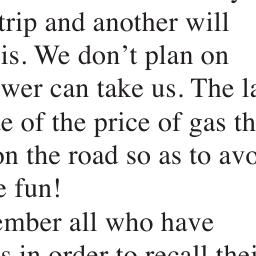 trip and another will
is. We don’t plan on
wer can take us. The la
e of the price of gas th
on the road so as to avo
e fun!
ember all who have
s in order to recall thei